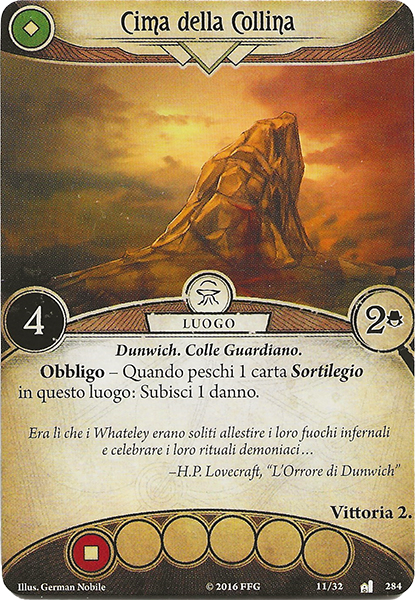 Cima della Collina
4
LUOGO
2
Dunwich. Colle Guardiano.
Obbligo – Quando peschi 1 carta Sortilegio
in questo luogo: Subisci 1 danno.
Era lì che i Whateley erano soliti allestire i loro fuochi infernali
e celebrare i loro rituali demoniaci…
–H.P. Lovecraft, “L’Orrore di Dunwich”
Vittoria 2.
Illus. German Nobile
© 2016 FFG
11/32
284